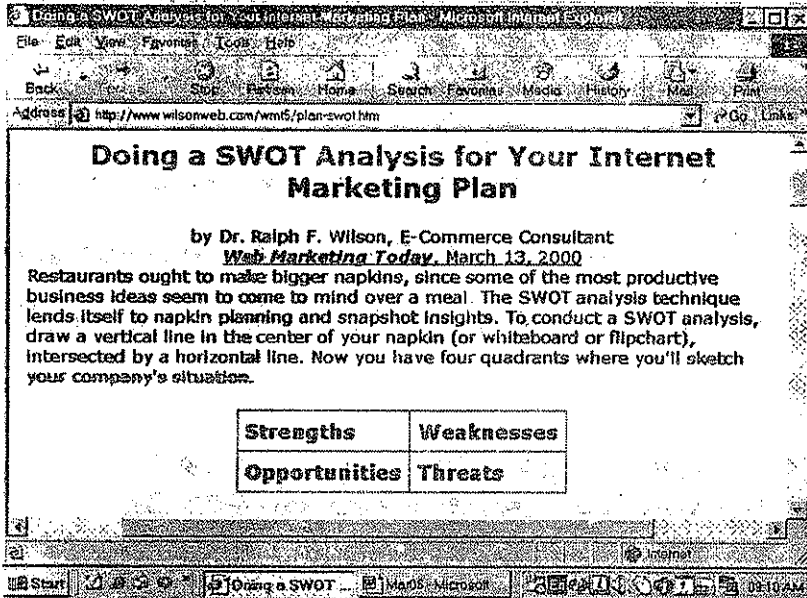 Doing a SWOT Analysis for Your Internet Marketing Plan - Microsoft Internet Explorer
File Edit View Favorites Tools Help
Back Stop Refresh Home Search Favorites Media History Mail Print
Address http://www.wilsonweb.com/wmt5/plan-swot.htm Go Links
Doing a SWOT Analysis for Your Internet
Marketing Plan
by Dr. Ralph F. Wilson, E-Commerce Consultant
Web Marketing Today, March 13, 2000
Restaurants ought to make bigger napkins, since some of the most productive
business ideas seem to come to mind over a meal. The SWOT analysis technique
lends itself to napkin planning and snapshot insights. To conduct a SWOT analysis,
draw a vertical line in the center of your napkin (or whiteboard or flipchart),
intersected by a horizontal line. Now you have four quadrants where you'll sketch
your company's situation.
Strengths Weaknesses
Opportunities Threats
Internet
Start Doing a SWOT ... Mar05 - Microsoft 09:10 AM